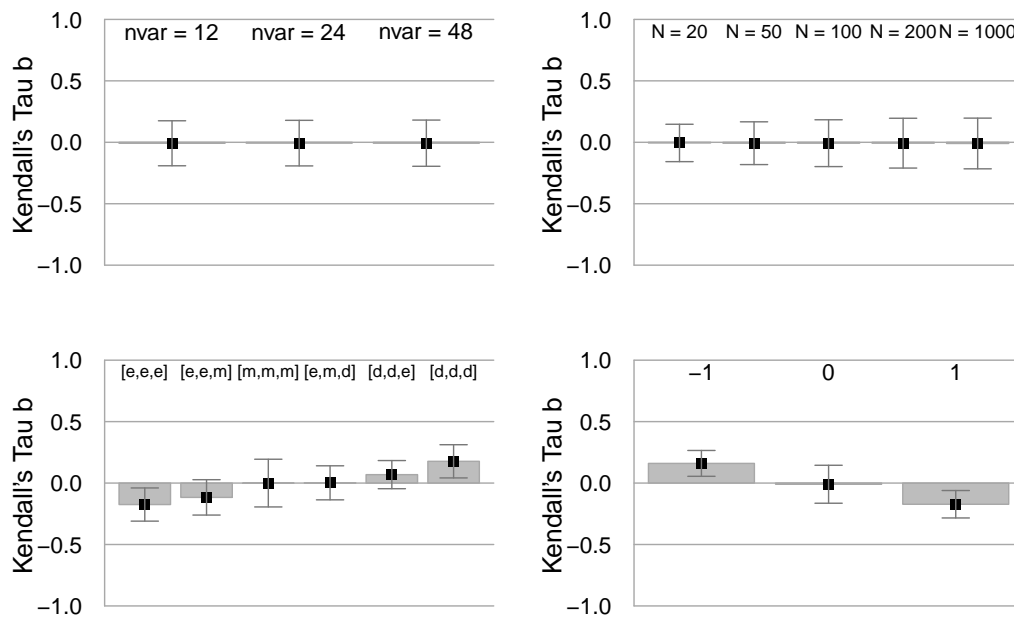 1.0
0.5
0.0
−0.5
−1.0
Kendall's Tau b
nvar = 12 nvar = 24 nvar = 48
1.0
0.5
0.0
−0.5
−1.0
Kendall's Tau b
N = 20 N = 50 N = 100 N = 200 N = 1000
1.0
0.5
0.0
−0.5
−1.0
Kendall's Tau b
[e,e,e] [e,e,m] [m,m,m] [e,m,d] [d,d,e] [d,d,d]
1.0
0.5
0.0
−0.5
−1.0
Kendall's Tau b
−1 0 1